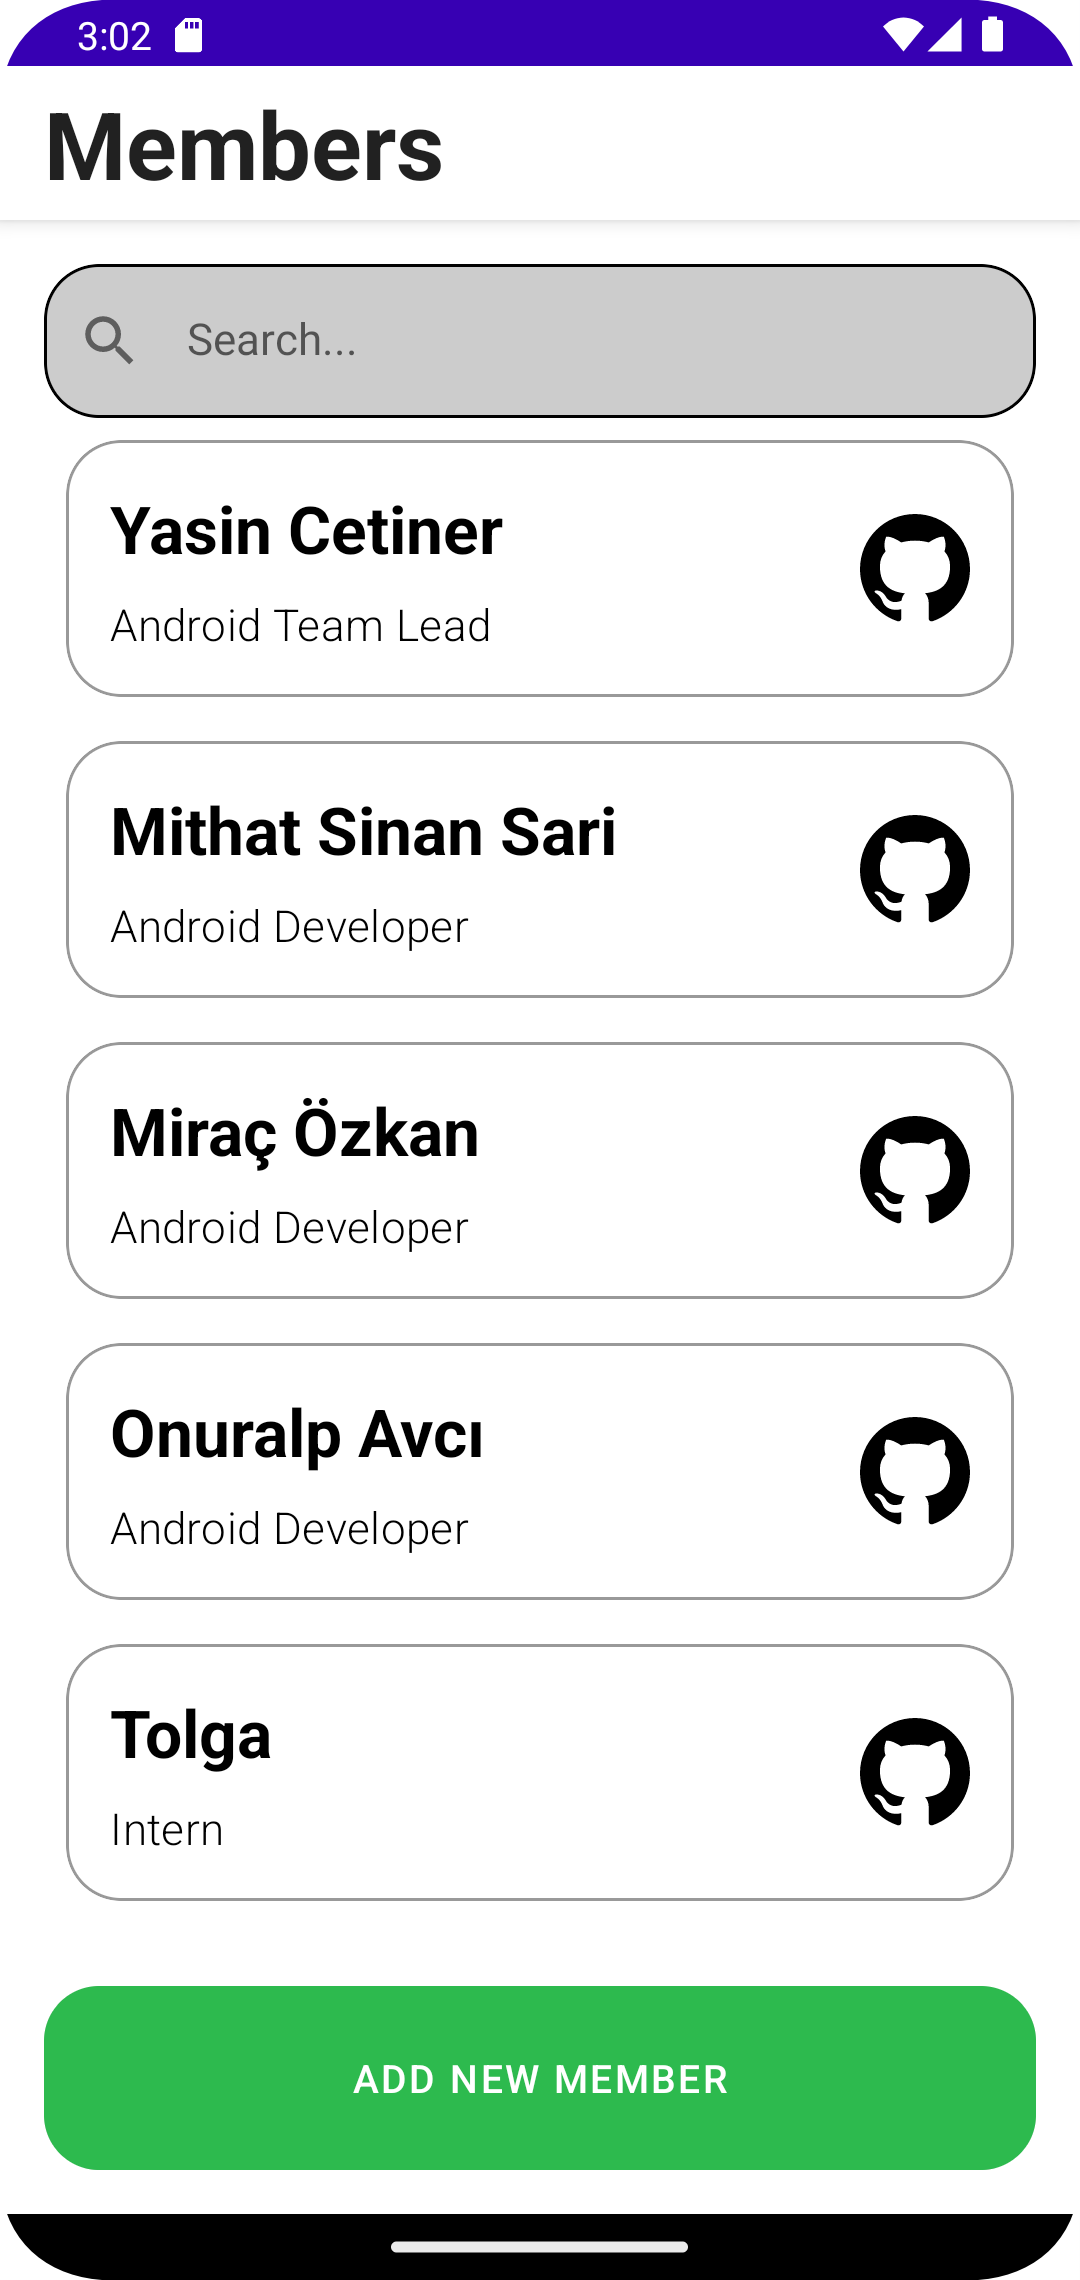 3:02
Members
Search...
Yasin Cetiner
Android Team Lead
Mithat Sinan Sari
Android Developer
Miraç Özkan
Android Developer
Onuralp Avcı
Android Developer
Tolga
Intern
ADD NEW MEMBER